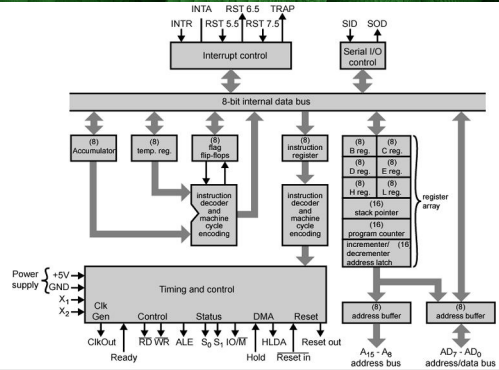 INTA RST 6.5 TRAP
INTR RST 5.5 RST 7.5
SID SOD
Interrupt control
Serial I/O
control
8-bit internal data bus
(8)
Accumulator
(8)
temp. reg.
(8)
flag
flip-flops
(8)
instruction
register
(8)
B reg.
(8)
C reg.
(8)
D reg.
(8)
E reg.
(8)
H reg.
(8)
L reg.
(16)
stack pointer
(16)
program counter
incrementer/ (16
decrementer
address latch
register
array
instruction
decoder
and
machine
cycle
encoding
instruction
decoder
and
machine
cycle
encoding
Power
supply
+5V
GND
X1
X2
Timing and control
Clk
Gen
Control Status DMA Reset
ClkOut RD WR ALE S0 S1 IO/M HLDA Reset out
Ready Hold Reset in
(8)
address buffer
(8)
address buffer
A15 - A8
address bus
AD7 - AD0
address/data bus